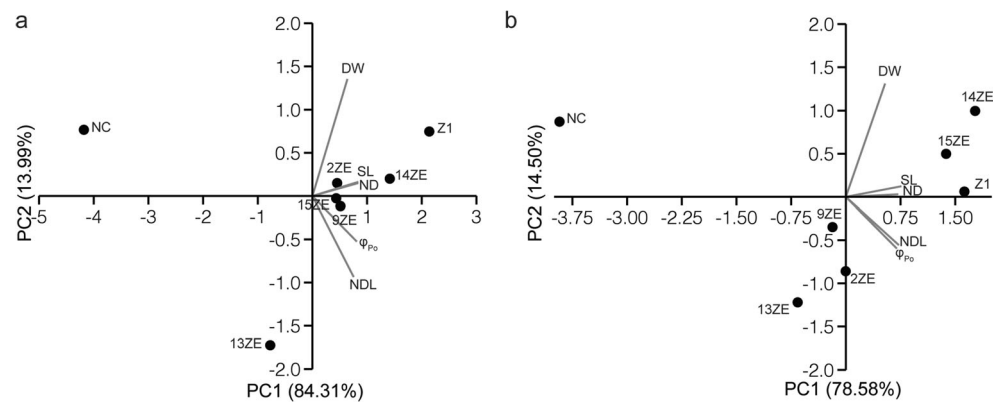 a
2.0
1.5
DW
1.0
NC
Z1
0.5
2ZE
SL
14ZE
ND
-5
-4
-3
-2
-1
1
2
3
15ZE
9ZE
-0.5
φPo
-1.0
NDL
-1.5
13ZE
-2.0
PC1 (84.31%)
PC2 (13.99%)
b
2.0
1.5
DW
14ZE
1.0
NC
15ZE
0.5
SL
Z1
ND
-3.75
-3.00
-2.25
-1.50
-0.75
0.75
1.50
9ZE
-0.5
NDL
φPo
2ZE
-1.0
13ZE
-1.5
-2.0
PC1 (78.58%)
PC2 (14.50%)